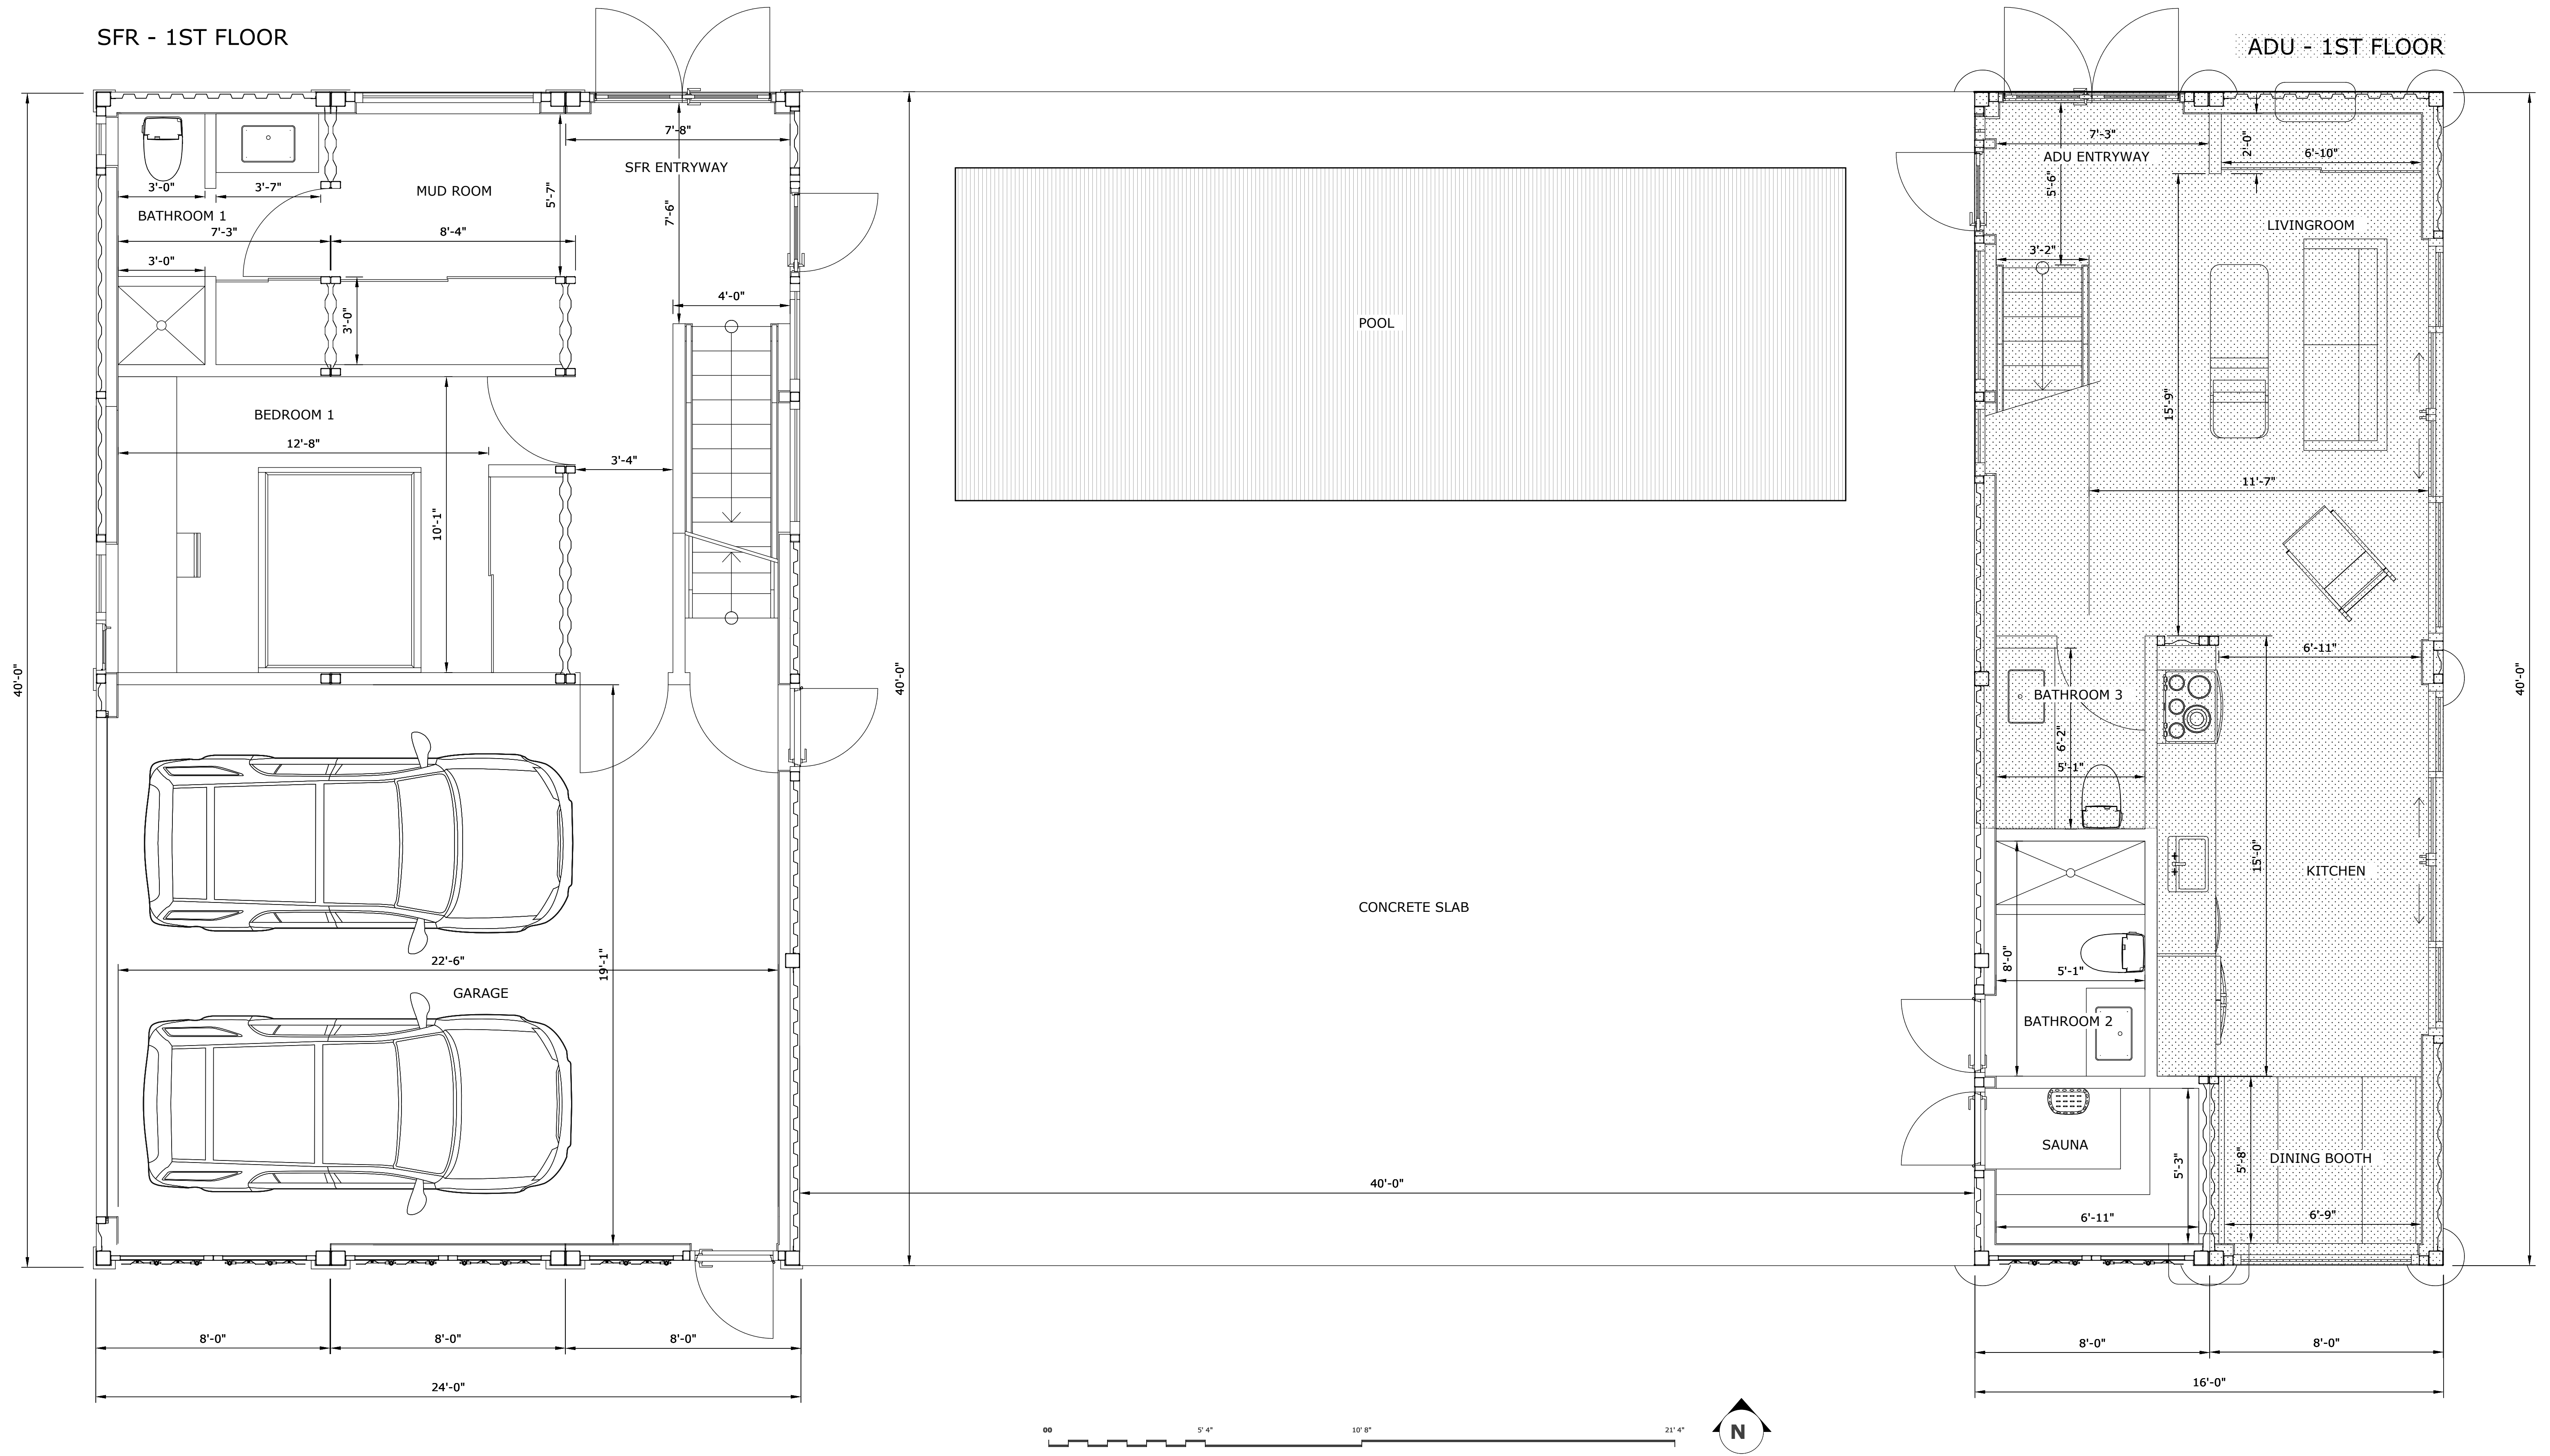 SFR - 1ST FLOOR
ADU - 1ST FLOOR
7'-8"
SFR ENTRYWAY
3'-0"
3'-7"
MUD ROOM
5'-7"
7'-6"
BATHROOM 1
7'-3"
8'-4"
3'-0"
3'-0"
4'-0"
BEDROOM 1
12'-8"
3'-4"
10'-1"
40'-0"
22'-6"
19'-1"
GARAGE
8'-0"
8'-0"
8'-0"
24'-0"
40'-0"
POOL
CONCRETE SLAB
40'-0"
7'-3"
ADU ENTRYWAY
2'-0"
6'-10"
5'-6"
LIVINGROOM
3'-2"
15'-9"
11'-7"
6'-11"
BATHROOM 3
6'-2"
5'-1"
15'-0"
KITCHEN
40'-0"
8'-0"
5'-1"
BATHROOM 2
SAUNA
5'-3"
5'-8"
DINING BOOTH
6'-11"
6'-9"
8'-0"
8'-0"
16'-0"
00
5' 4"
10' 8"
21' 4"
N